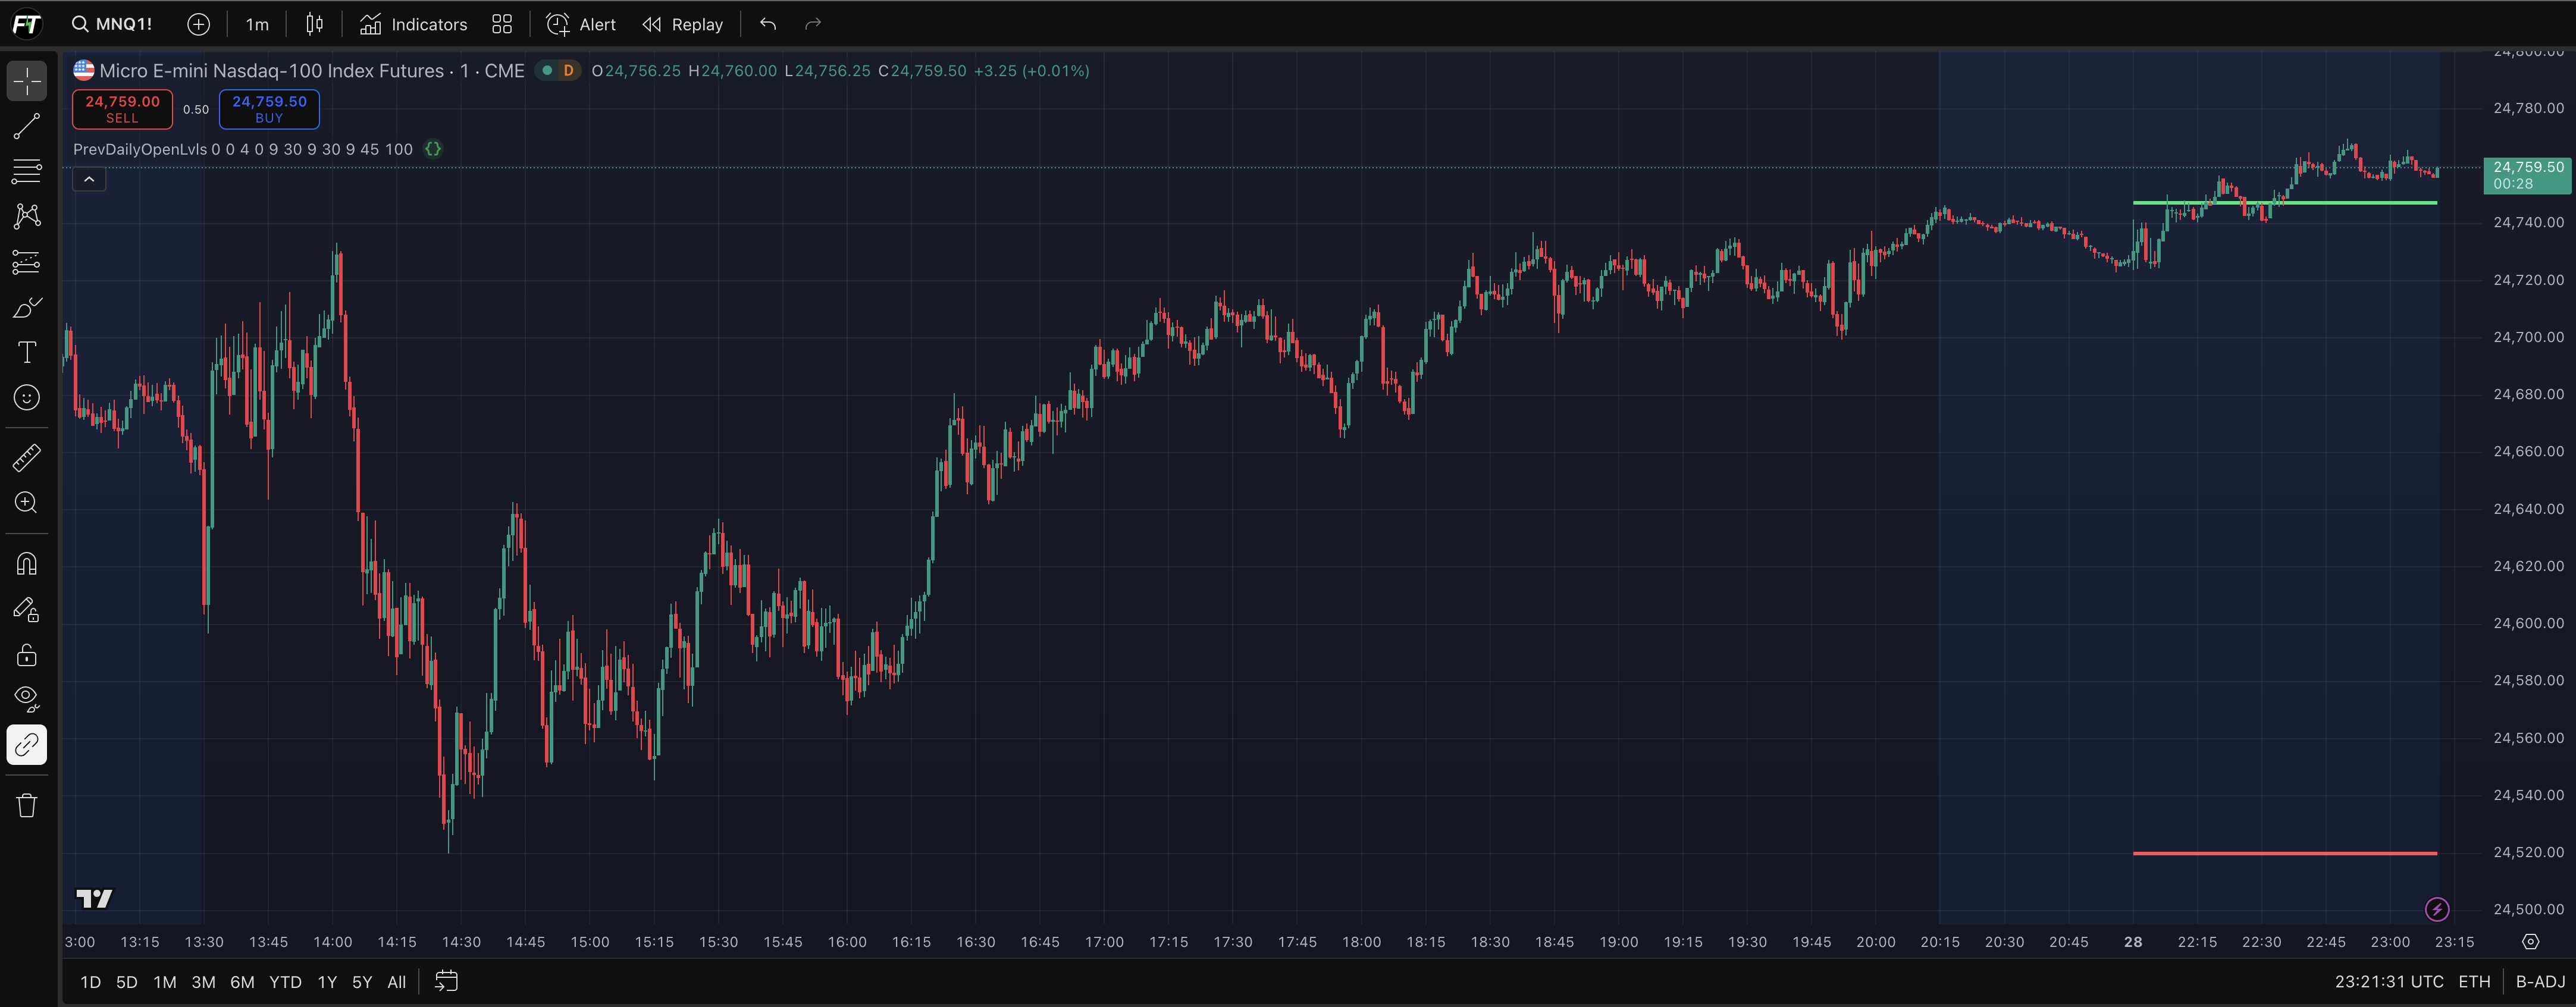 FT MNQ1! 1m Indicators Alert Replay
Micro E-mini Nasdaq-100 Index Futures · 1 · CME D O24,756.25 H24,760.00 L24,756.25 C24,759.50 +3.25 (+0.01%)
24,759.00 SELL 0.50 24,759.50 BUY
PrevDailyOpenLvls 0 0 4 0 9 30 9 30 9 45 100 {}
24,800.00
24,780.00
24,759.50
00:28
24,740.00
24,720.00
24,700.00
24,680.00
24,660.00
24,640.00
24,620.00
24,600.00
24,580.00
24,560.00
24,540.00
24,520.00
24,500.00
3:00 13:15 13:30 13:45 14:00 14:15 14:30 14:45 15:00 15:15 15:30 15:45 16:00 16:15 16:30 16:45 17:00 17:15 17:30 17:45 18:00 18:15 18:30 18:45 19:00 19:15 19:30 19:45 20:00 20:15 20:30 20:45 28 22:15 22:30 22:45 23:00 23:15
1D 5D 1M 3M 6M YTD 1Y 5Y All 23:21:31 UTC ETH B-ADJ